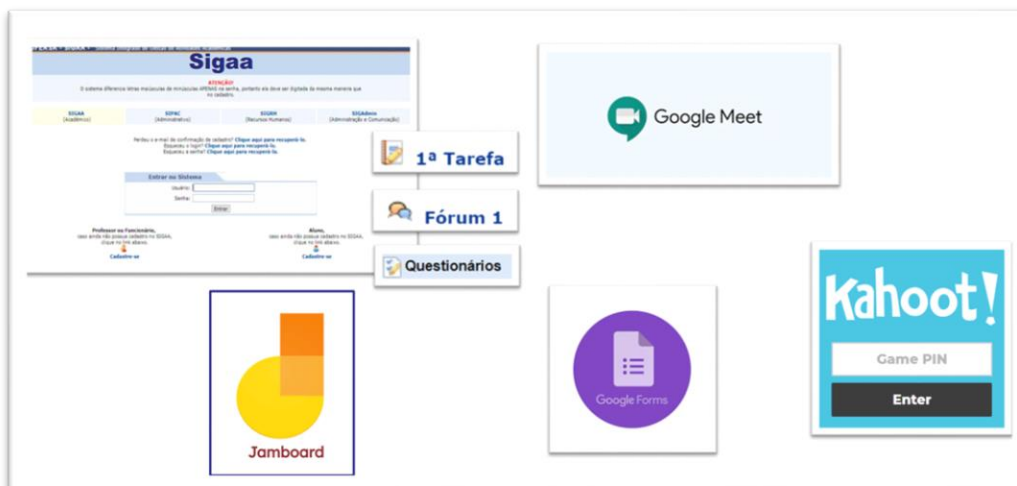 Sigaa
ATENÇÃO!
O sistema diferencia letras maiúsculas de minúsculas APENAS na senha, portanto ela deve ser digitada da mesma maneira que
no cadastro.
SIGAA
(Acadêmico)
SIPAC
(Administrativo)
SIGRH
(Recursos Humanos)
SIGAdmin
(Administração e Comunicação)
Perdeu o e-mail de confirmação de cadastro? Clique aqui para recuperá-lo.
Esqueceu o login? Clique aqui para recuperá-lo.
Esqueceu a senha? Clique aqui para recuperá-la.
Entrar no Sistema
Usuário:
Senha:
Entrar
Professor ou Funcionário,
caso ainda não possua cadastro no SIGAA,
clique no link abaixo.
Cadastre-se
Aluno,
caso ainda não possua cadastro no SIGAA,
clique no link abaixo.
Cadastre-se
1ª Tarefa
Fórum 1
Questionários
Google Meet
Jamboard
Google Forms
Kahoot!
Game PIN
Enter